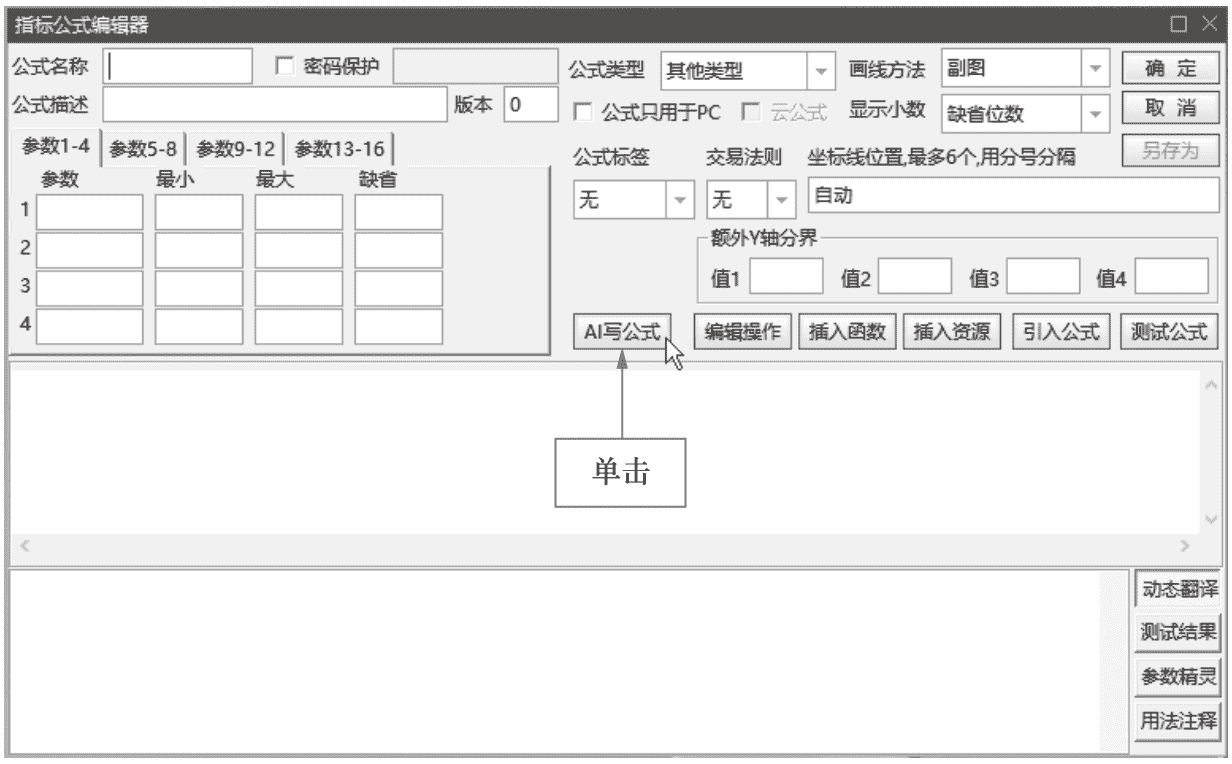 指标公式编辑器
公式名称 密码保护 公式类型 其他类型 画线方法 副图 确 定
公式描述 版本 0 公式只用于PC 云公式 显示小数 缺省位数 取 消
参数1-4 参数5-8 参数9-12 参数13-16 公式标签 交易法则 坐标线位置,最多6个,用分号分隔 另存为
参数 最小 最大 缺省
无 无 自动
1
2
3
4
额外Y轴分界
值1 值2 值3 值4
AI写公式 编辑操作 插入函数 插入资源 引入公式 测试公式
单击
动态翻译
测试结果
参数精灵
用法注释